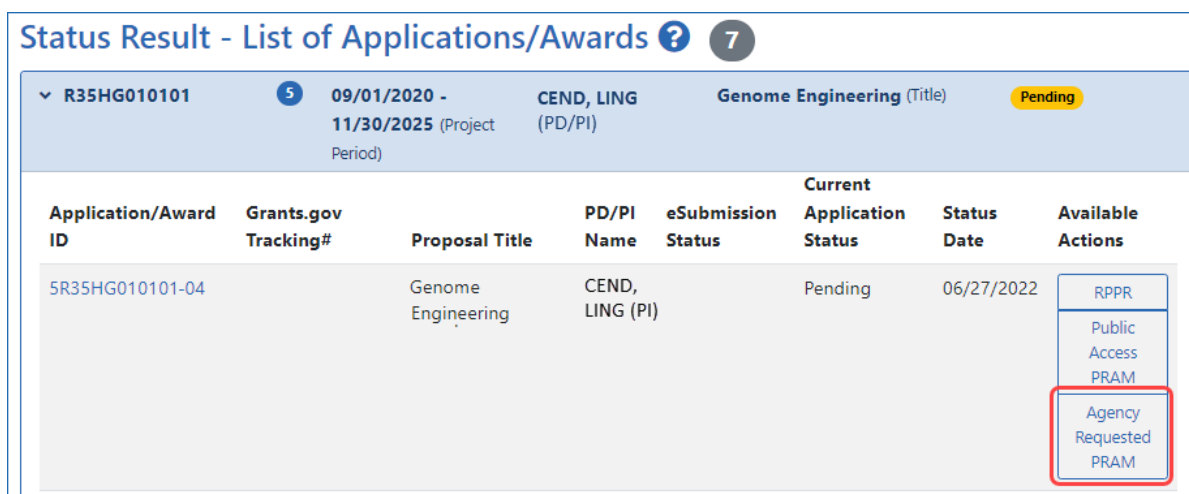 Status Result - List of Applications/Awards ? 7
R35HG010101 5 09/01/2020 - CEND, LING Genome Engineering (Title) Pending
11/30/2025 (Project (PD/PI)
Period)
Current
Application/Award Grants.gov PD/PI eSubmission Application Status Available
ID Tracking# Proposal Title Name Status Status Date Actions
5R35HG010101-04 Genome CEND, Pending 06/27/2022 RPPR
Engineering LING (PI)
Public
Access
PRAM
Agency
Requested
PRAM